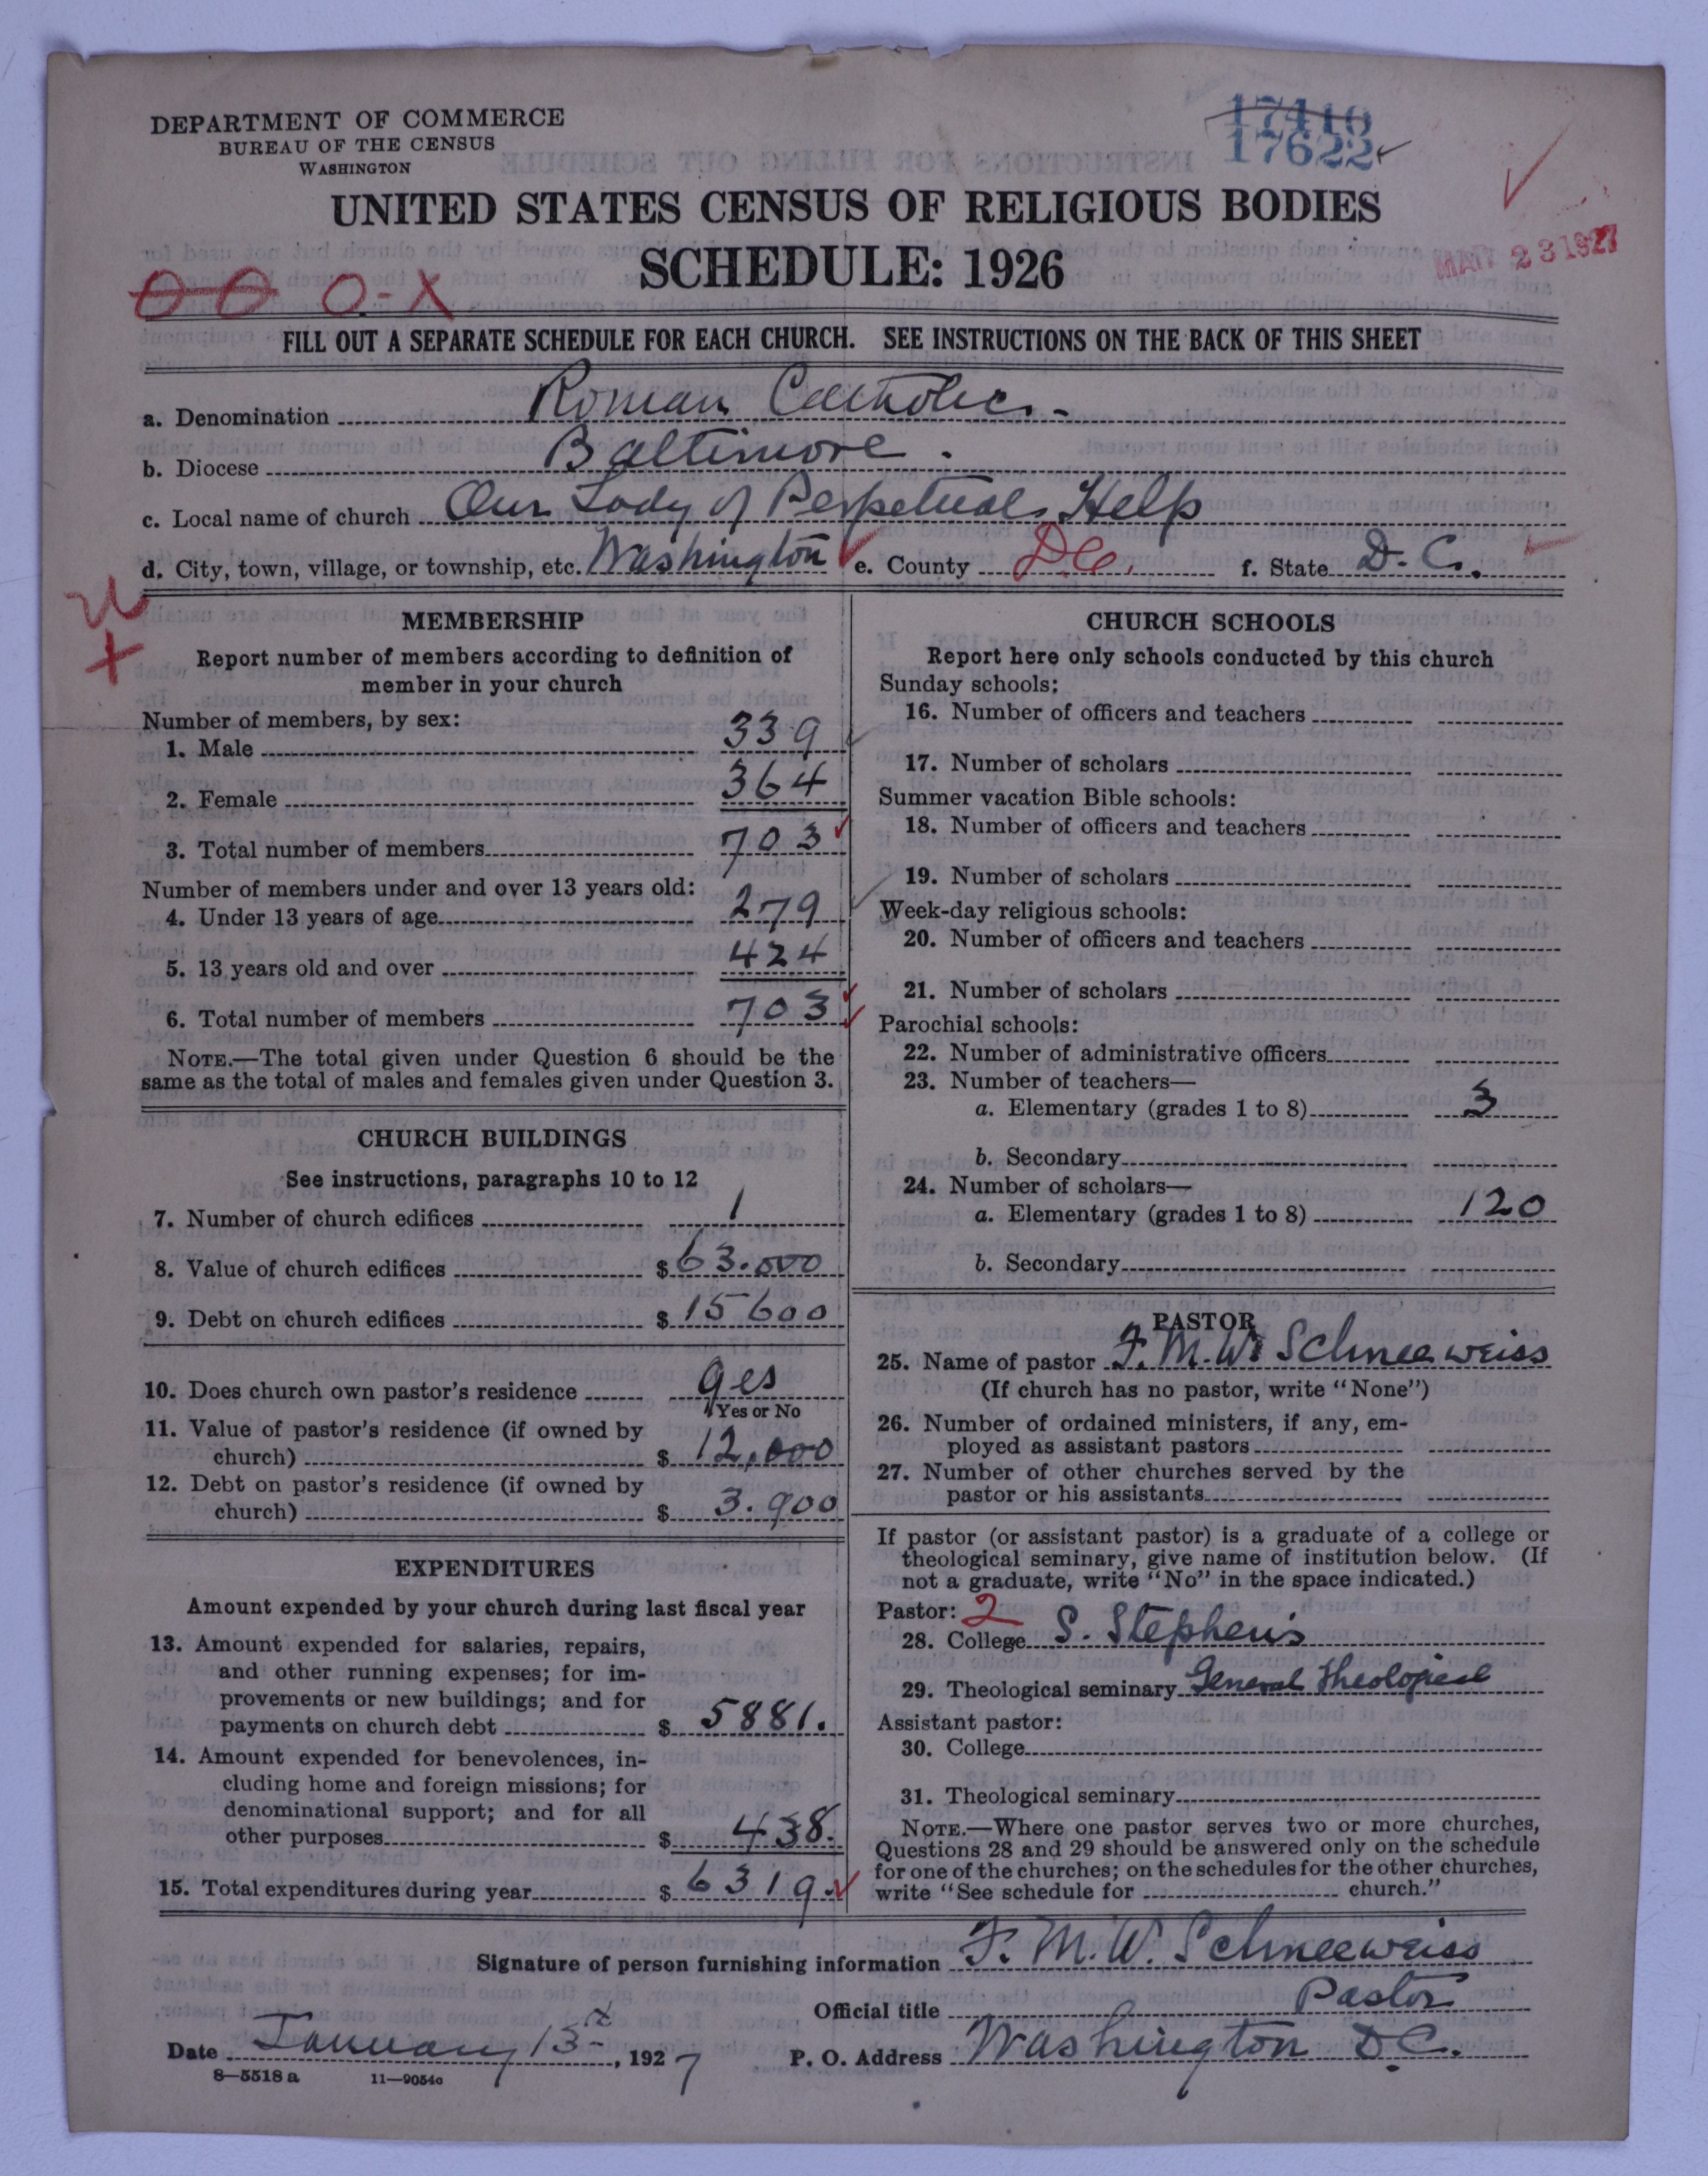 DEPARTMENT OF COMMERCE
BUREAU OF THE CENSUS
WASHINGTON
17410
17622
UNITED STATES CENSUS OF RELIGIOUS BODIES
SCHEDULE: 1926
MAR 23 1927
O-X
FILL OUT A SEPARATE SCHEDULE FOR EACH CHURCH. SEE INSTRUCTIONS ON THE BACK OF THIS SHEET
a. Denomination Roman Catholic.
b. Diocese Baltimore.
c. Local name of church Our Lady of Perpetual Help
d. City, town, village, or township, etc. Washington e. County D.C. f. State D.C.
MEMBERSHIP
Report number of members according to definition of
member in your church
Number of members, by sex:
1. Male 339
2. Female 364
3. Total number of members 703
Number of members under and over 13 years old:
4. Under 13 years of age 279
5. 13 years old and over 424
6. Total number of members 703
NOTE.—The total given under Question 6 should be the
same as the total of males and females given under Question 3.
CHURCH BUILDINGS
See instructions, paragraphs 10 to 12
7. Number of church edifices 1
8. Value of church edifices $ 63.000
9. Debt on church edifices $ 15600
10. Does church own pastor's residence yes
Yes or No
11. Value of pastor's residence (if owned by
church) $ 12,000
12. Debt on pastor's residence (if owned by
church) $ 3.900
EXPENDITURES
Amount expended by your church during last fiscal year
13. Amount expended for salaries, repairs,
and other running expenses; for im-
provements or new buildings; and for
payments on church debt $ 5881.
14. Amount expended for benevolences, in-
cluding home and foreign missions; for
denominational support; and for all
other purposes $ 438.
15. Total expenditures during year $ 6319.
CHURCH SCHOOLS
Report here only schools conducted by this church
Sunday schools:
16. Number of officers and teachers
17. Number of scholars
Summer vacation Bible schools:
18. Number of officers and teachers
19. Number of scholars
Week-day religious schools:
20. Number of officers and teachers
21. Number of scholars
Parochial schools:
22. Number of administrative officers
23. Number of teachers—
a. Elementary (grades 1 to 8) 3
b. Secondary
24. Number of scholars—
a. Elementary (grades 1 to 8) 120
b. Secondary
PASTOR
25. Name of pastor F. M. W. Schneeweiss
(If church has no pastor, write "None")
26. Number of ordained ministers, if any, em-
ployed as assistant pastors
27. Number of other churches served by the
pastor or his assistants
If pastor (or assistant pastor) is a graduate of a college or
theological seminary, give name of institution below. (If
not a graduate, write "No" in the space indicated.)
Pastor: 2
28. College S. Stephen's
29. Theological seminary General Theological
Assistant pastor:
30. College
31. Theological seminary
NOTE.—Where one pastor serves two or more churches,
Questions 28 and 29 should be answered only on the schedule
for one of the churches; on the schedules for the other churches,
write "See schedule for church."
Signature of person furnishing information F. M. W. Schneeweiss
Official title Pastor
Date January 13th, 1927 P. O. Address Washington D.C.
8—5518 a 11—9054c